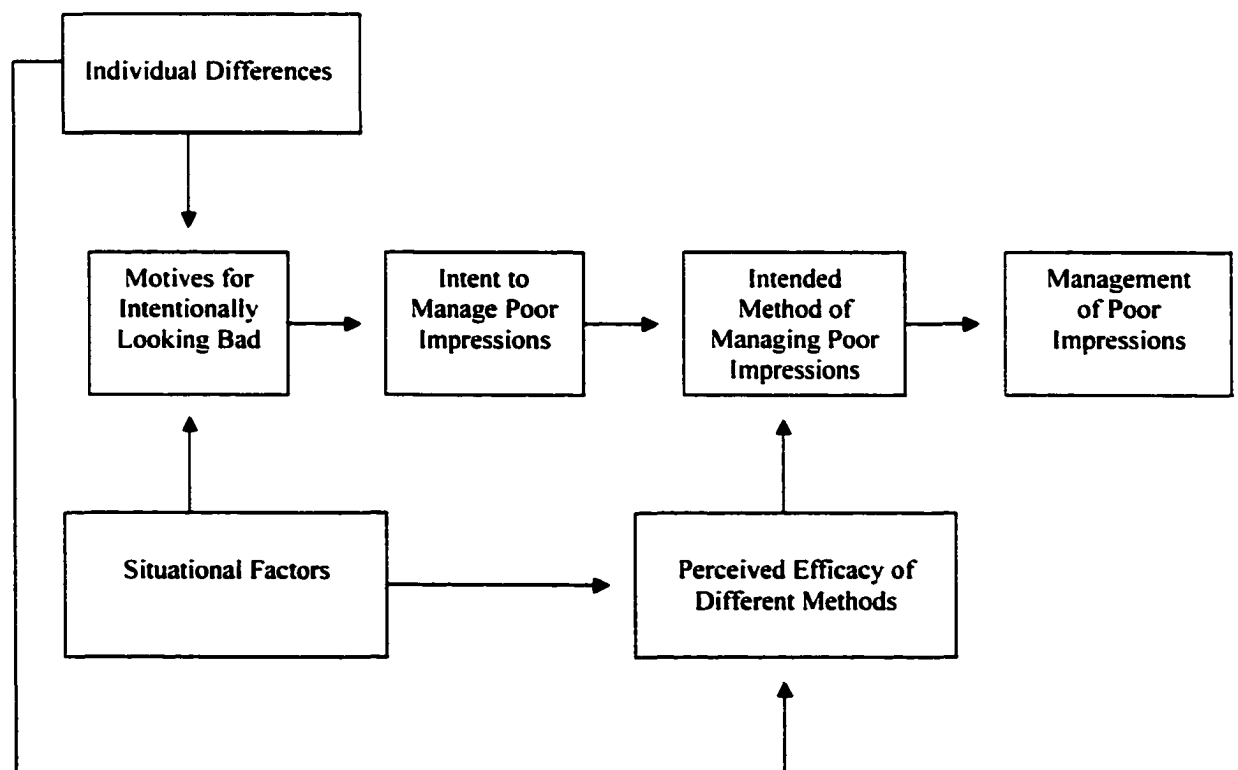 Individual Differences
Motives for
Intentionally
Looking Bad
Intent to
Manage Poor
Impressions
Intended
Method of
Managing Poor
Impressions
Management
of Poor
Impressions
Situational Factors
Perceived Efficacy of
Different Methods